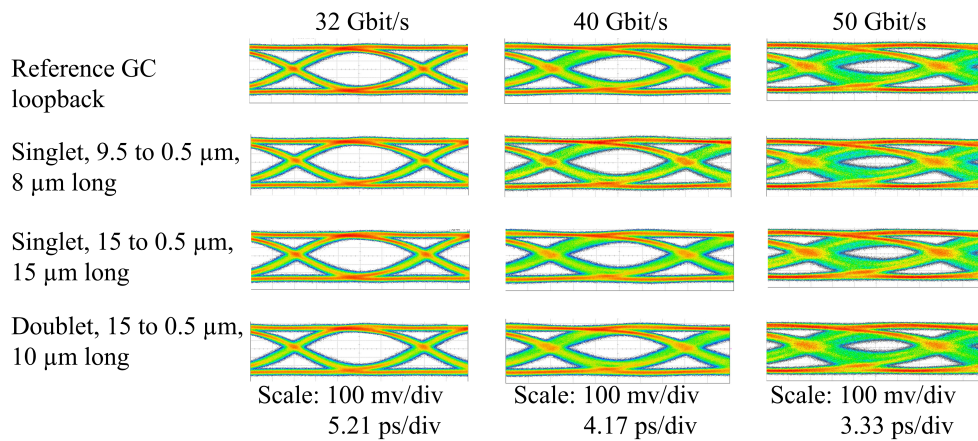 32 Gbit/s 40 Gbit/s 50 Gbit/s
Reference GC
loopback
Singlet, 9.5 to 0.5 µm,
8 µm long
Singlet, 15 to 0.5 µm,
15 µm long
Doublet, 15 to 0.5 µm,
10 µm long
Scale: 100 mv/div Scale: 100 mv/div Scale: 100 mv/div
5.21 ps/div 4.17 ps/div 3.33 ps/div